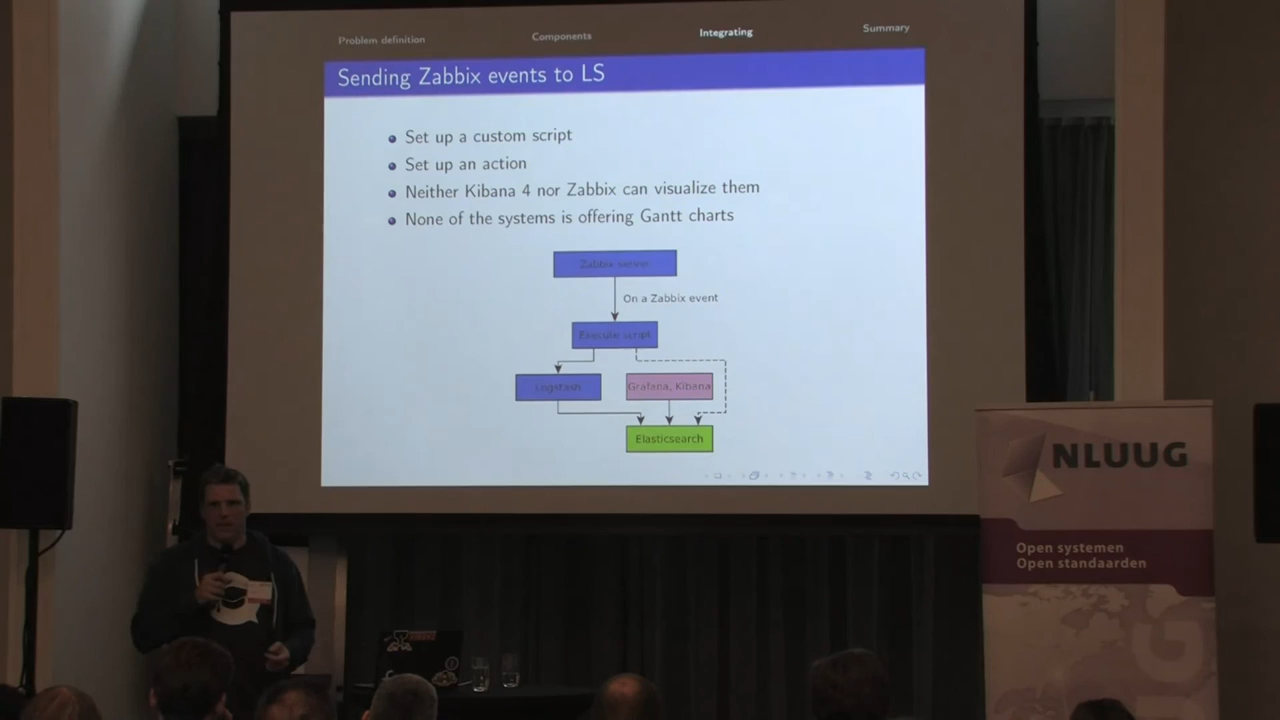 Problem definition
Components
Integrating
Summary
Sending Zabbix events to LS
Set up a custom script
Set up an action
Neither Kibana 4 nor Zabbix can visualize them
None of the systems is offering Gantt charts
Zabbix server
On a Zabbix event
Execute script
Logstash
Grafana, Kibana
Elasticsearch
NLUUG
Open systemen
Open standaarden